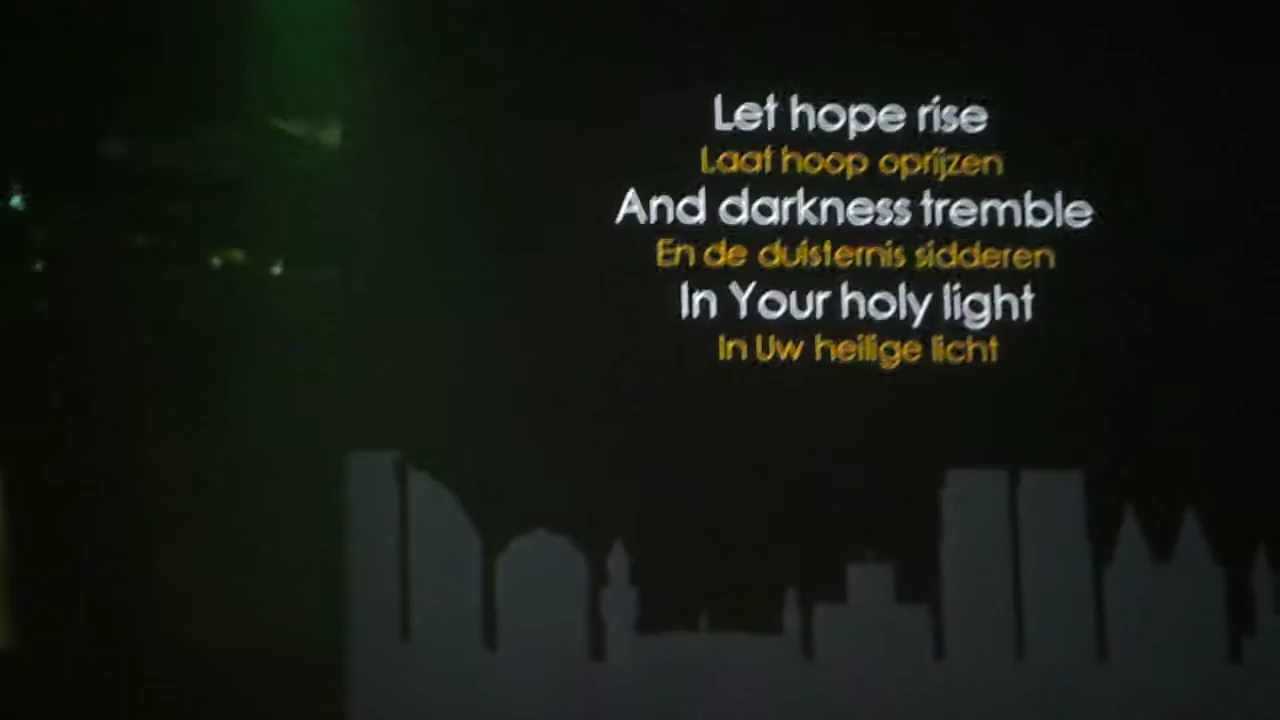 Let hope rise
Laat hoop oprijzen
And darkness tremble
En de duisternis sidderen
In Your holy light
In Uw heilige licht